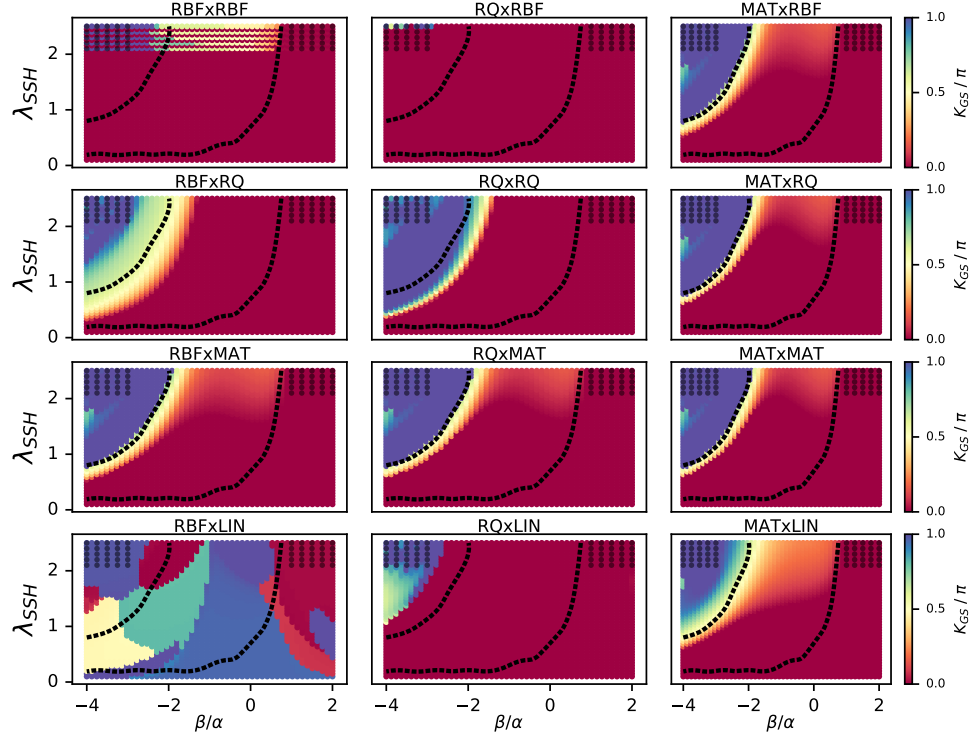 RBFxRBF RQxRBF MATxRBF
λSSH 2 1 0
1.0 0.5 0.0 KGS / π
RBFxRQ RQxRQ MATxRQ
λSSH 2 1 0
1.0 0.5 0.0 KGS / π
RBFxMAT RQxMAT MATxMAT
λSSH 2 1 0
1.0 0.5 0.0 KGS / π
RBFxLIN RQxLIN MATxLIN
λSSH 2 1 0
1.0 0.5 0.0 KGS / π
−4 −2 0 2 −4 −2 0 2 −4 −2 0 2
β/α β/α β/α